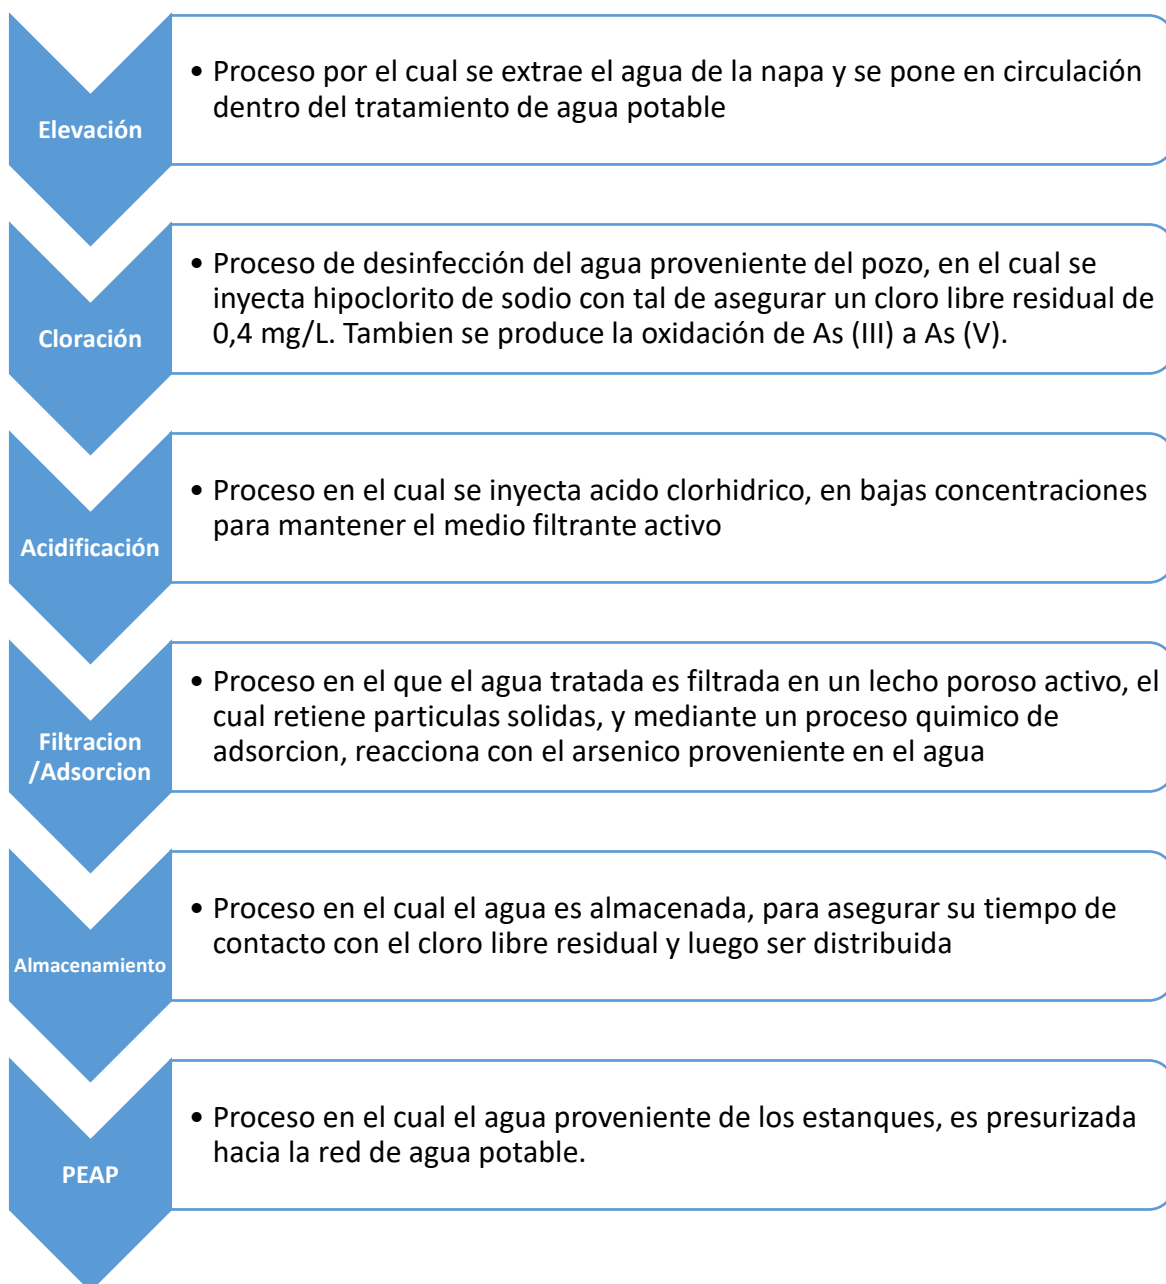 Elevación
• Proceso por el cual se extrae el agua de la napa y se pone en circulación
dentro del tratamiento de agua potable
Cloración
• Proceso de desinfección del agua proveniente del pozo, en el cual se
inyecta hipoclorito de sodio con tal de asegurar un cloro libre residual de
0,4 mg/L. Tambien se produce la oxidación de As (III) a As (V).
Acidificación
• Proceso en el cual se inyecta acido clorhidrico, en bajas concentraciones
para mantener el medio filtrante activo
Filtracion
/Adsorcion
• Proceso en el que el agua tratada es filtrada en un lecho poroso activo, el
cual retiene particulas solidas, y mediante un proceso quimico de
adsorcion, reacciona con el arsenico proveniente en el agua
Almacenamiento
• Proceso en el cual el agua es almacenada, para asegurar su tiempo de
contacto con el cloro libre residual y luego ser distribuida
PEAP
• Proceso en el cual el agua proveniente de los estanques, es presurizada
hacia la red de agua potable.